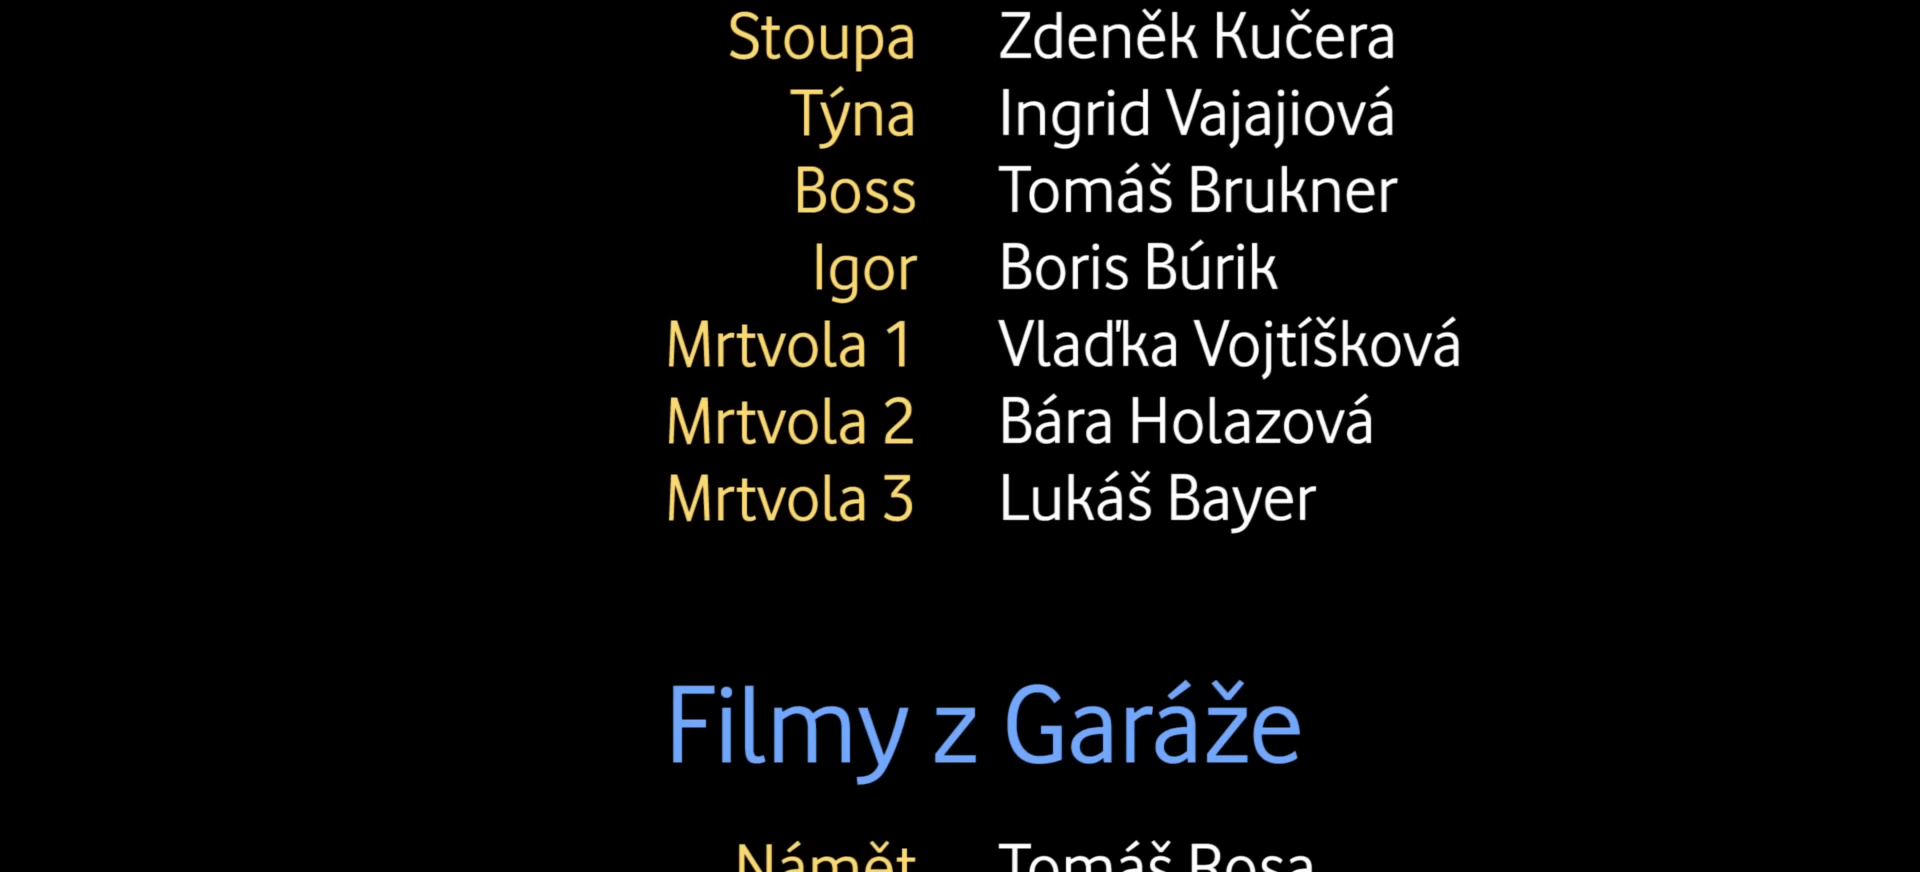 Stoupa Zdeněk Kučera
Týna Ingrid Vajajiová
Boss Tomáš Brukner
Igor Boris Búrik
Mrtvola 1 Vlaďka Vojtíšková
Mrtvola 2 Bára Holazová
Mrtvola 3 Lukáš Bayer
Filmy z Garáže
Námět Tomáš Rosa